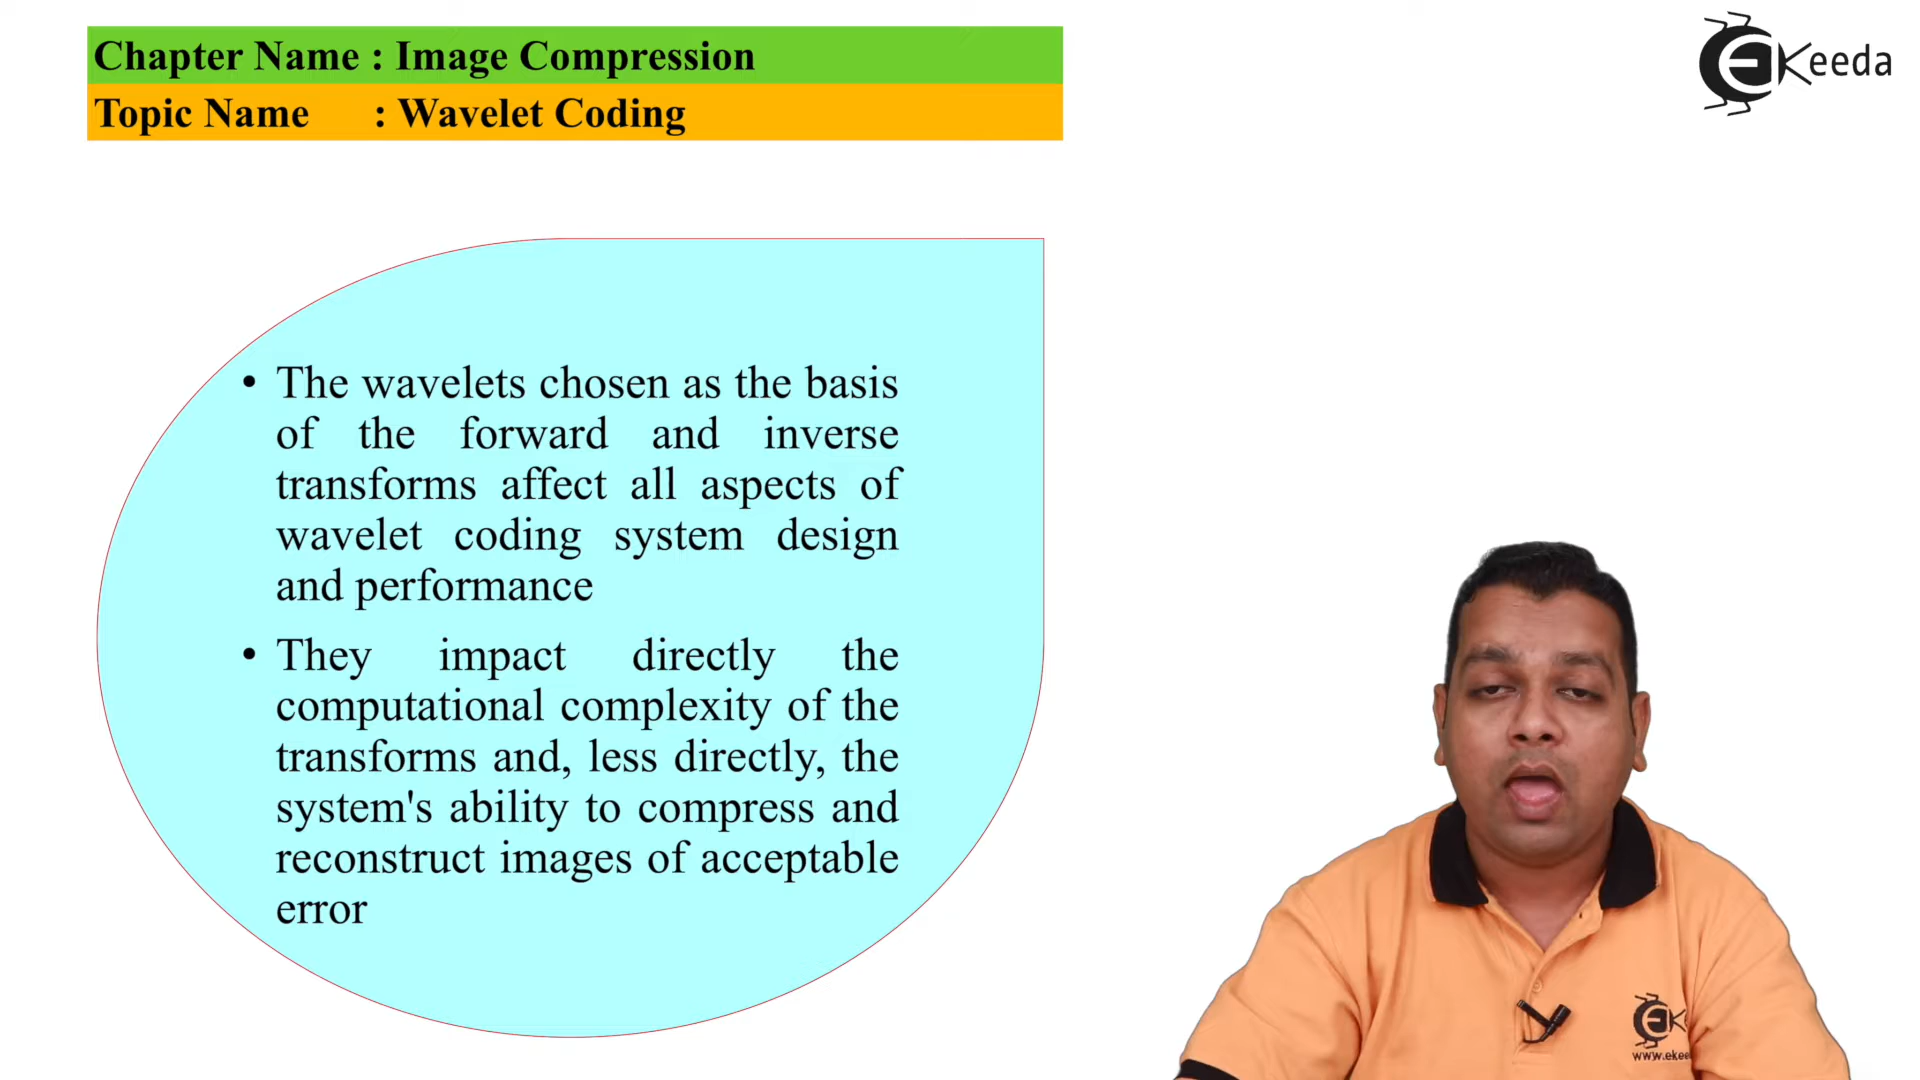 Chapter Name : Image Compression
Topic Name : Wavelet Coding
EKeeda
• The wavelets chosen as the basis
of the forward and inverse
transforms affect all aspects of
wavelet coding system design
and performance
• They impact directly the
computational complexity of the
transforms and, less directly, the
system's ability to compress and
reconstruct images of acceptable
error